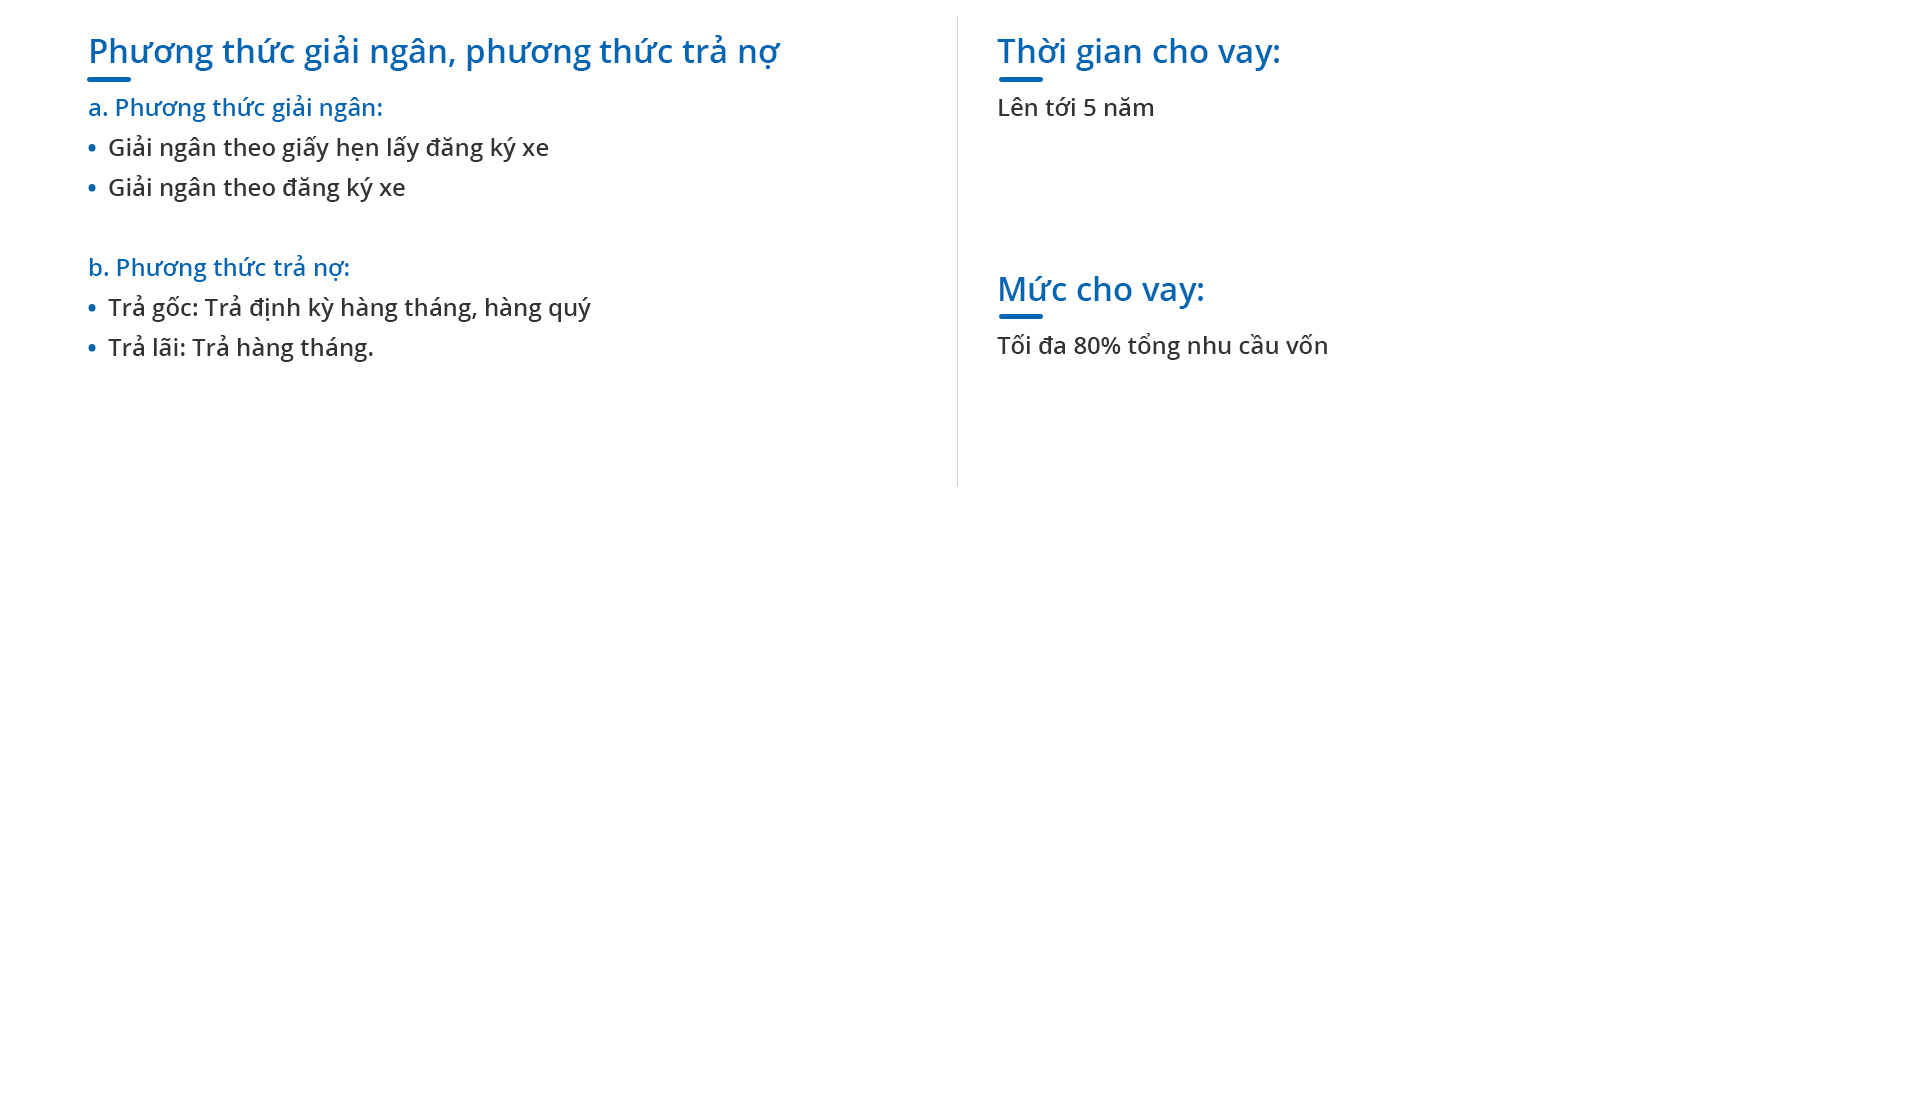 Phương thức giải ngân, phương thức trả nợ
a. Phương thức giải ngân:
• Giải ngân theo giấy hẹn lấy đăng ký xe
• Giải ngân theo đăng ký xe
b. Phương thức trả nợ:
• Trả gốc: Trả định kỳ hàng tháng, hàng quý
• Trả lãi: Trả hàng tháng.
Thời gian cho vay:
Lên tới 5 năm
Mức cho vay:
Tối đa 80% tổng nhu cầu vốn